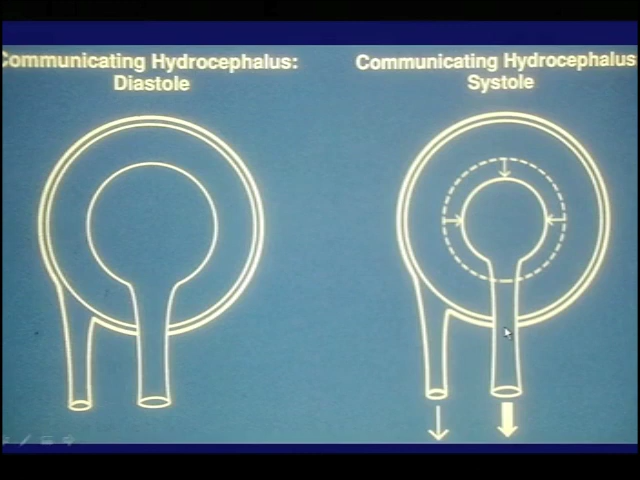 Communicating Hydrocephalus:
Diastole
Communicating Hydrocephalus
Systole